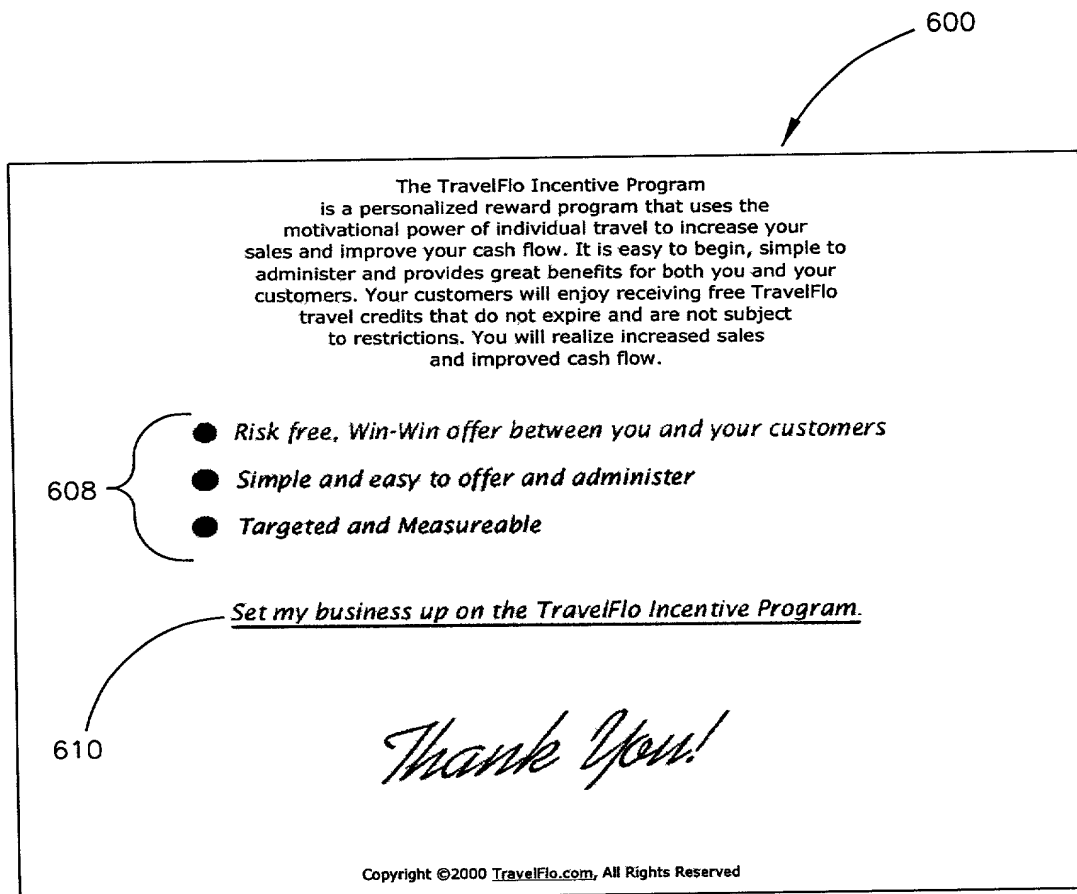 600
The TravelFlo Incentive Program
is a personalized reward program that uses the
motivational power of individual travel to increase your
sales and improve your cash flow. It is easy to begin, simple to
administer and provides great benefits for both you and your
customers. Your customers will enjoy receiving free TravelFlo
travel credits that do not expire and are not subject
to restrictions. You will realize increased sales
and improved cash flow.
608
● Risk free, Win-Win offer between you and your customers
● Simple and easy to offer and administer
● Targeted and Measureable
Set my business up on the TravelFlo Incentive Program.
610
Thank You!
Copyright ©2000 TravelFlo.com, All Rights Reserved